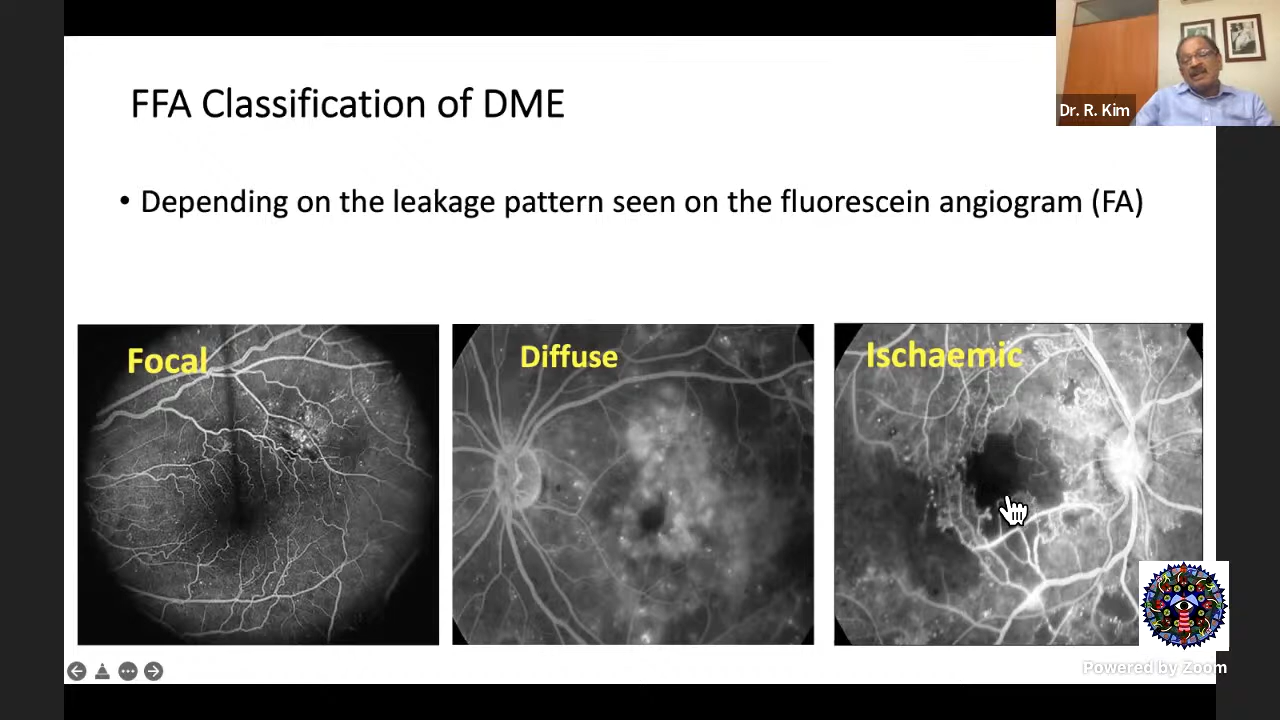 FFA Classification of DME
Dr. R. Kim
• Depending on the leakage pattern seen on the fluorescein angiogram (FA)
Focal
Diffuse
Ischaemic
Powered by Zoom